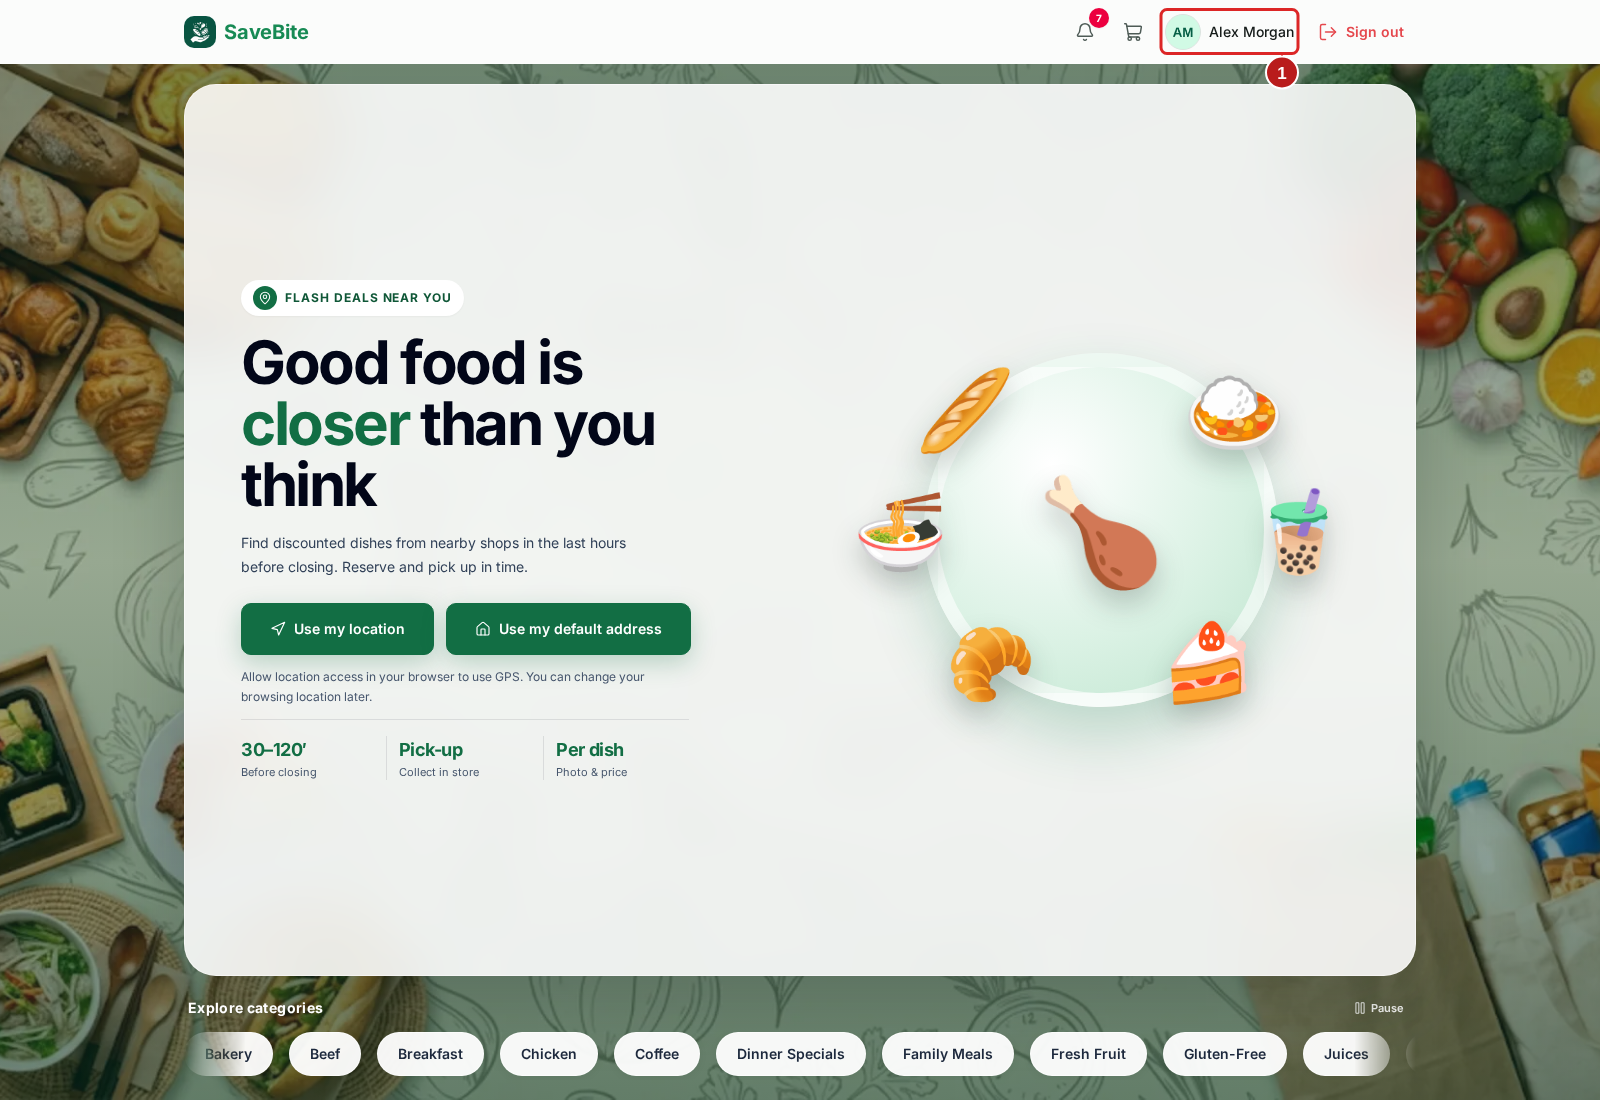 SaveBite
7
AM
Alex Morgan
Sign out
1
FLASH DEALS NEAR YOU
Good food is
closer than you
think
Find discounted dishes from nearby shops in the last hours
before closing. Reserve and pick up in time.
Use my location
Use my default address
Allow location access in your browser to use GPS. You can change your
browsing location later.
30–120′
Before closing
Pick-up
Collect in store
Per dish
Photo & price
Explore categories
Pause
Bakery
Beef
Breakfast
Chicken
Coffee
Dinner Specials
Family Meals
Fresh Fruit
Gluten-Free
Juices